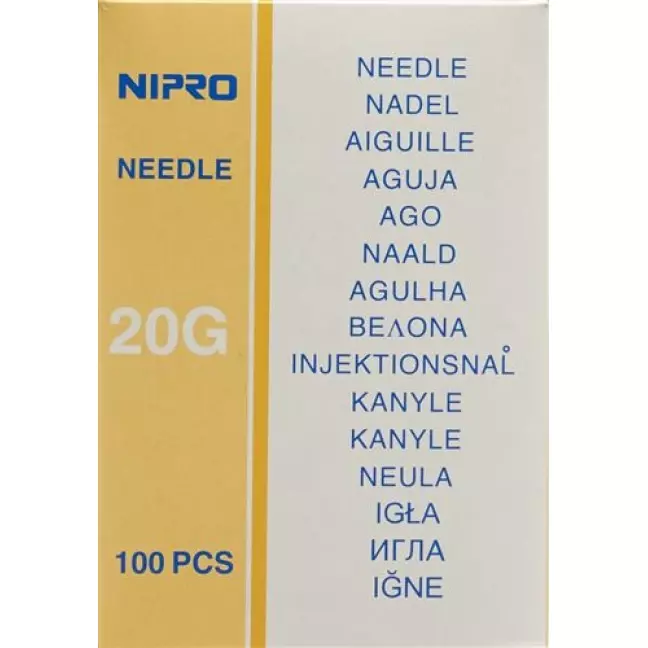 NIPRO
NEEDLE
20G
100 PCS
NEEDLE
NADEL
AIGUILLE
AGUJA
AGO
NAALD
AGULHA
ΒΕΛΟΝΑ
INJEKTIONSNAL̊
KANYLE
KANYLE
NEULA
IGŁA
ИГЛА
IĞNE